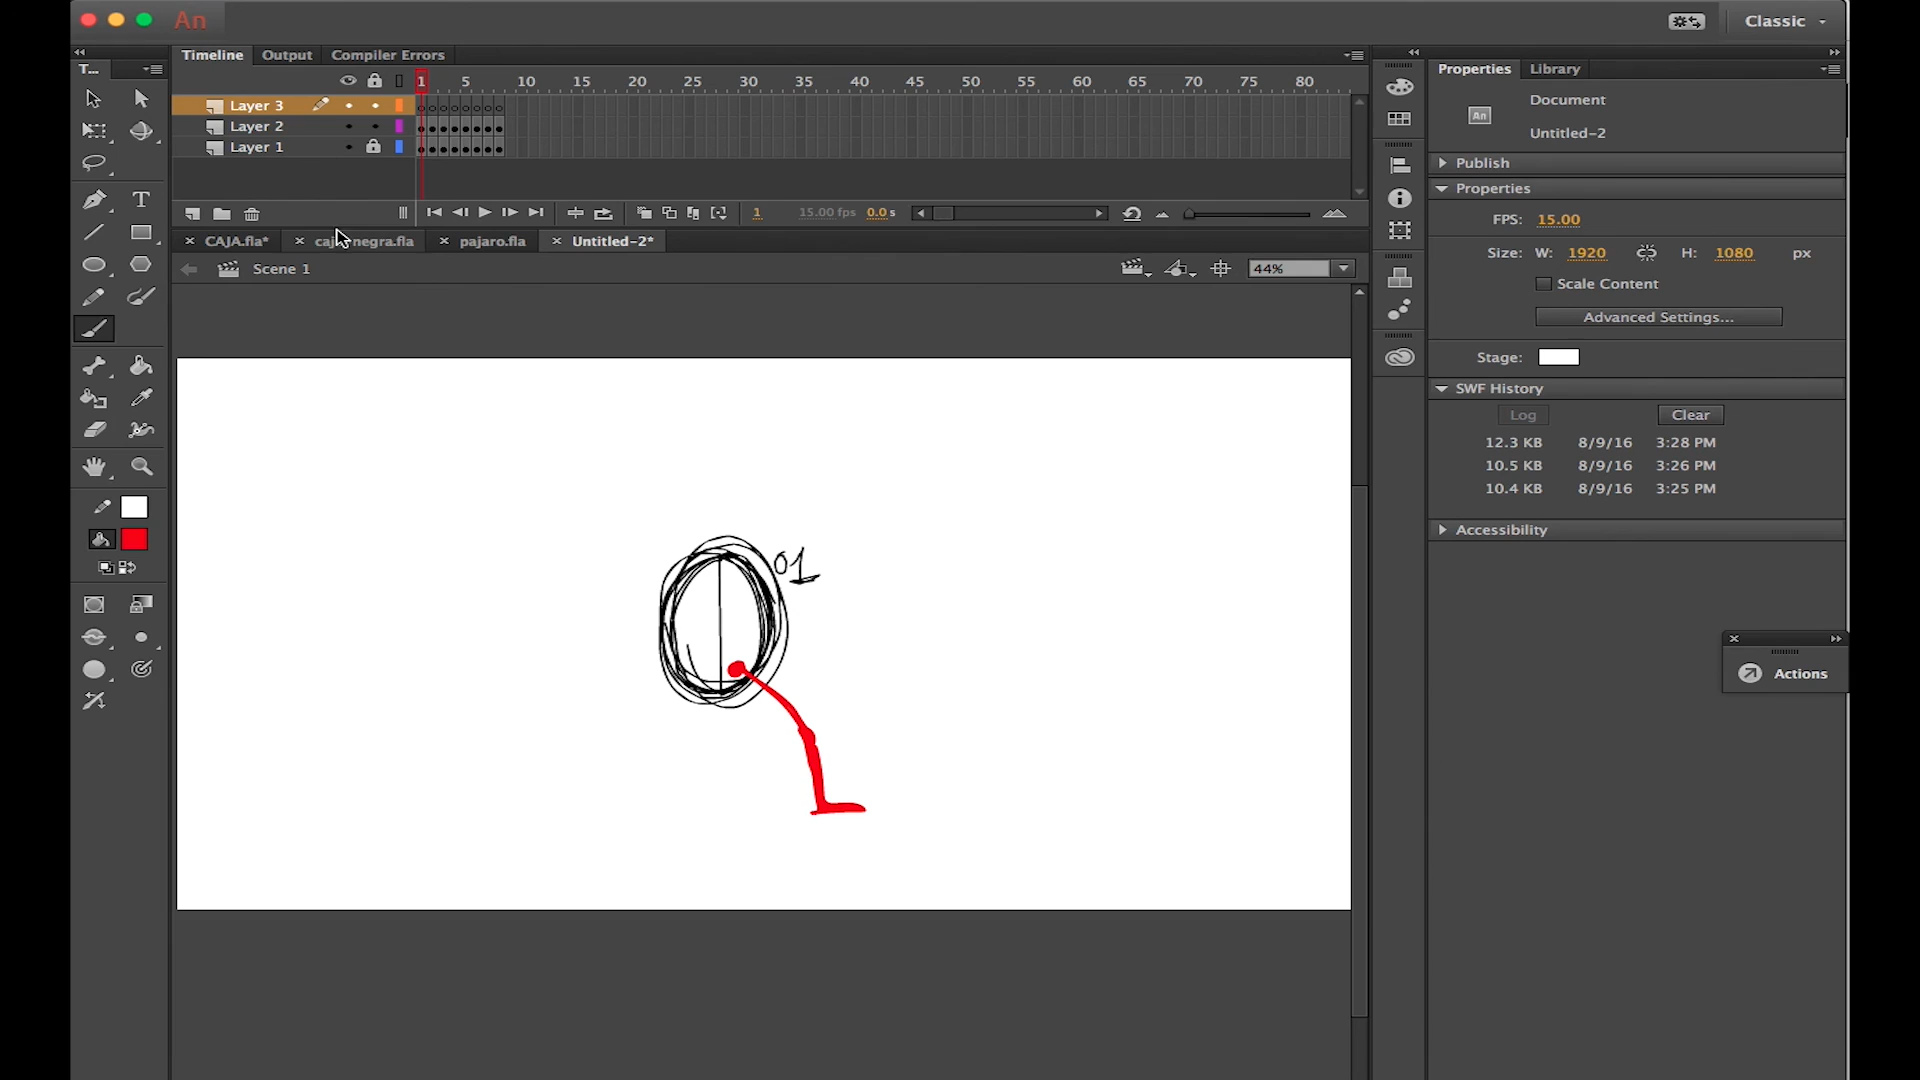 An
Classic
T...
Timeline Output Compiler Errors
1 5 10 15 20 25 30 35 40 45 50 55 60 65 70 75 80
Layer 3
Layer 2
Layer 1
1 15.00 fps 0.0 s
CAJA.fla* negra.fla pajaro.fla Untitled-2*
Scene 1
44%
01
Properties Library
An
Document
Untitled-2
Publish
Properties
FPS: 15.00
Size: W: 1920 H: 1080 px
Scale Content
Advanced Settings...
Stage:
SWF History
Log Clear
12.3 KB 8/9/16 3:28 PM
10.5 KB 8/9/16 3:26 PM
10.4 KB 8/9/16 3:25 PM
Accessibility
Actions